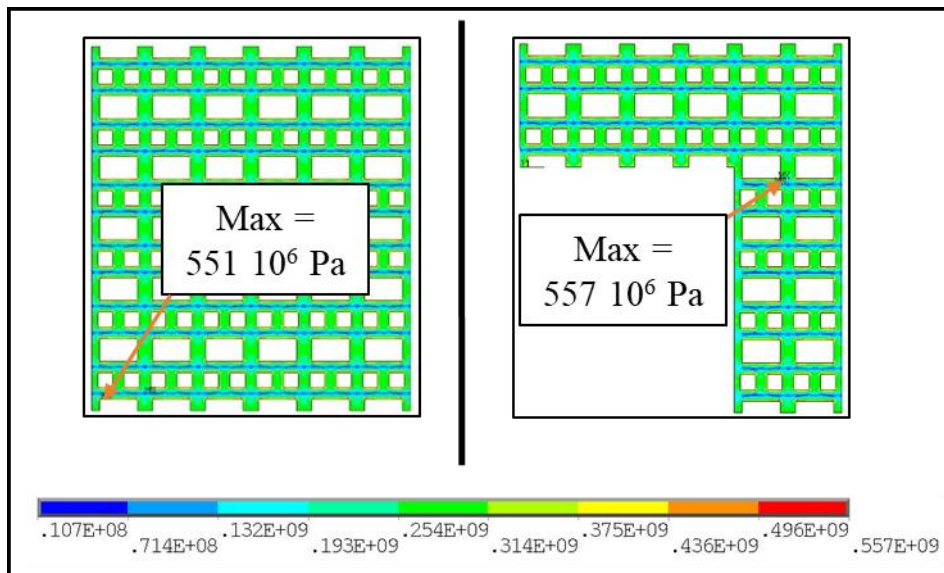 Max =
551 10⁶ Pa
Max =
557 10⁶ Pa
.107E+08
.714E+08
.132E+09
.193E+09
.254E+09
.314E+09
.375E+09
.436E+09
.496E+09
.557E+09